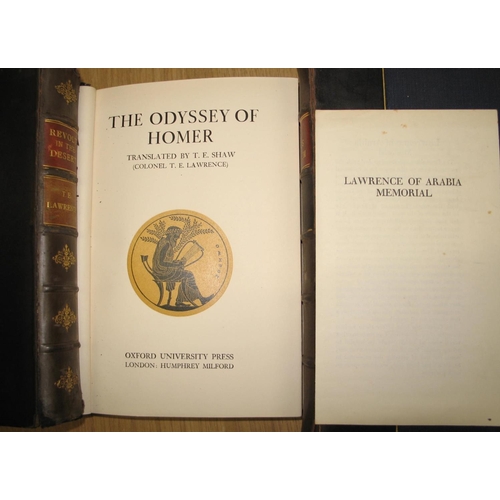 REVOLT
IN THE
DESERT
LAWRENCE
THE ODYSSEY OF
HOMER
TRANSLATED BY T. E. SHAW
(COLONEL T. E. LAWRENCE)
OXFORD UNIVERSITY PRESS
LONDON: HUMPHREY MILFORD
LAWRENCE OF ARABIA
MEMORIAL